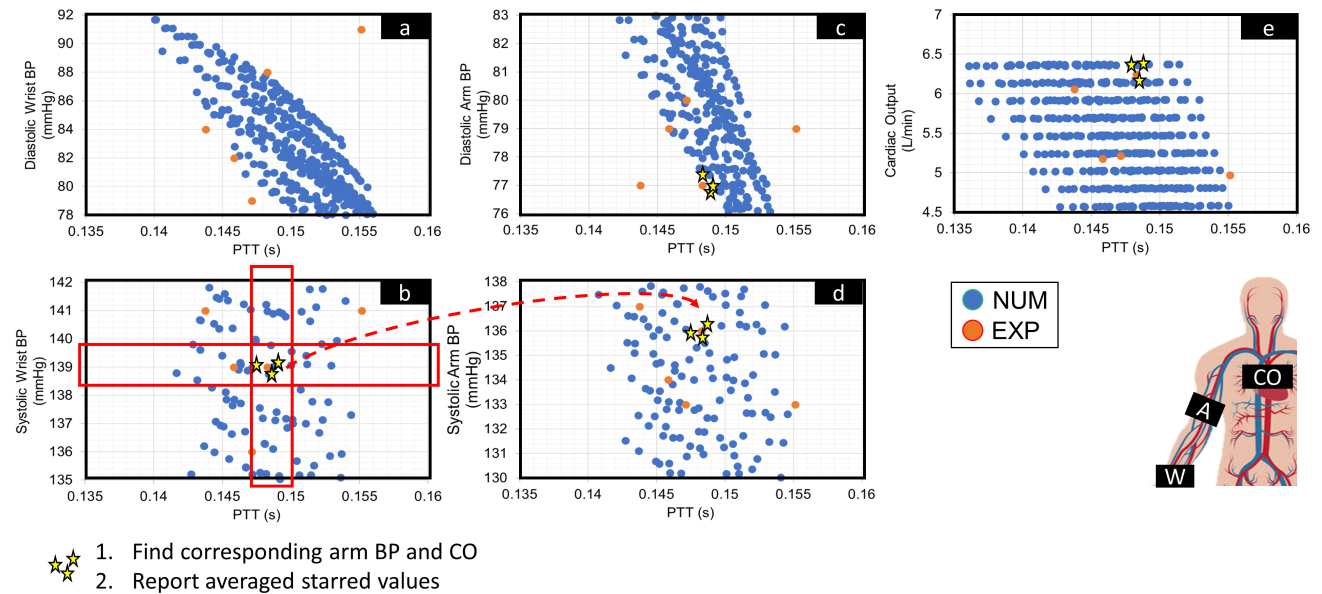 92
90
88
86
84
82
80
78
Diastolic Wrist BP
(mmHg)
a
0.135 0.14 0.145 0.15 0.155 0.16
PTT (s)
83
82
81
80
79
78
77
76
Diastolic Arm BP
(mmHg)
c
0.135 0.14 0.145 0.15 0.155 0.16
PTT (s)
7
6.5
6
5.5
5
4.5
Cardiac Output
(L/min)
e
0.135 0.14 0.145 0.15 0.155 0.16
PTT (s)
142
141
140
139
138
137
136
135
Systolic Wrist BP
(mmHg)
b
0.135 0.14 0.145 0.15 0.155 0.16
PTT (s)
138
137
136
135
134
133
132
131
130
Systolic Arm BP
(mmHg)
d
0.135 0.14 0.145 0.15 0.155 0.16
PTT (s)
NUM
EXP
CO
A
W
1. Find corresponding arm BP and CO
2. Report averaged starred values